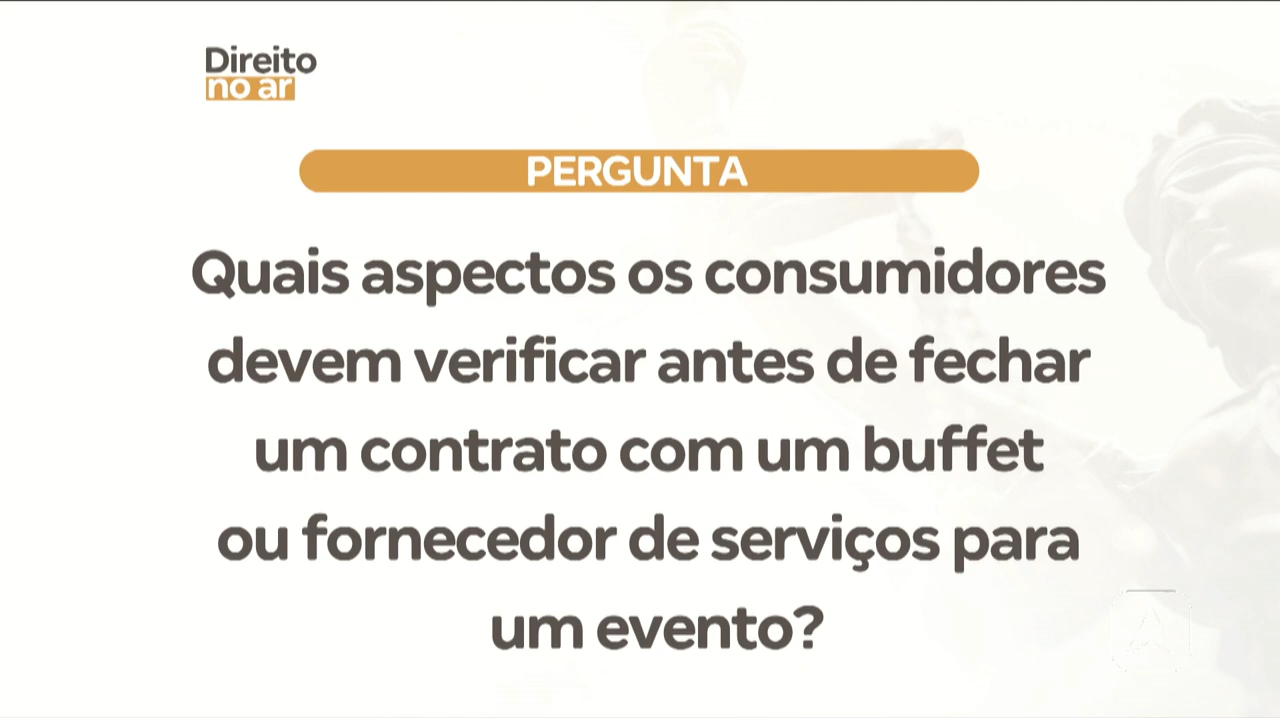 Direito
no ar
PERGUNTA
Quais aspectos os consumidores
devem verificar antes de fechar
um contrato com um buffet
ou fornecedor de serviços para
um evento?